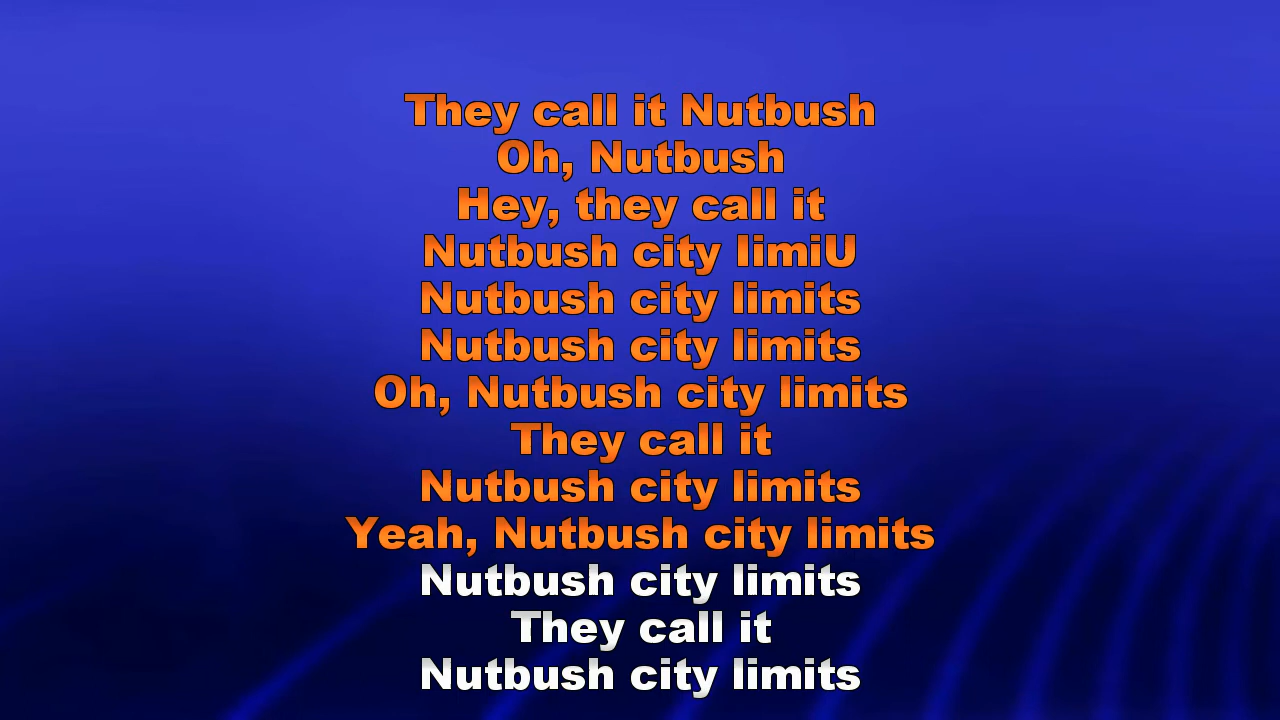 They call it Nutbush
Oh, Nutbush
Hey, they call it
Nutbush city limiU
Nutbush city limits
Nutbush city limits
Oh, Nutbush city limits
They call it
Nutbush city limits
Yeah, Nutbush city limits
Nutbush city limits
They call it
Nutbush city limits